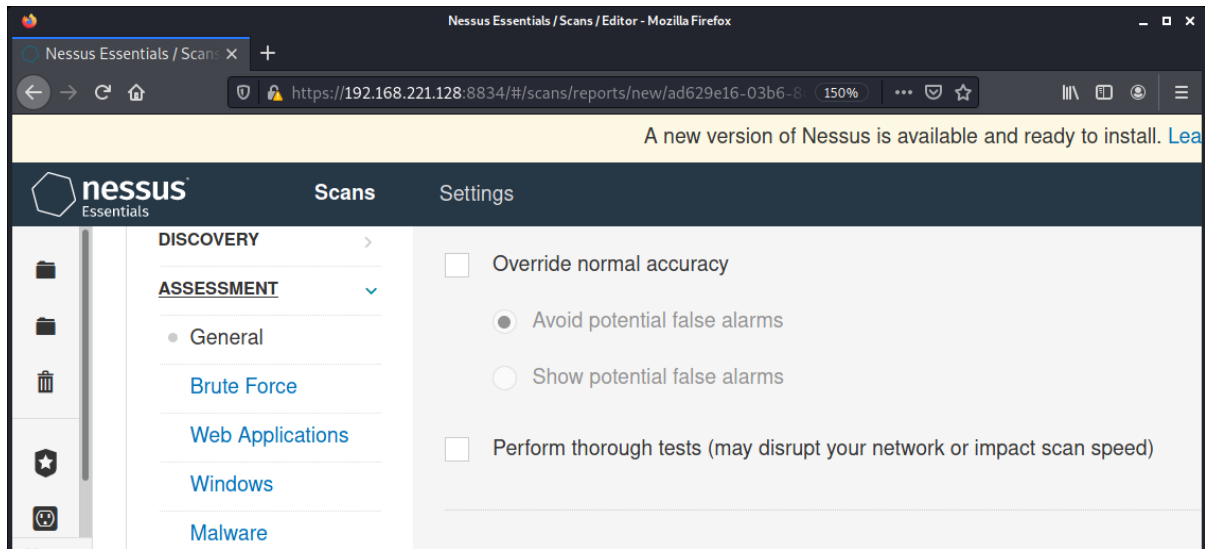 Nessus Essentials / Scans / Editor - Mozilla Firefox
Nessus Essentials / Scans
https://192.168.221.128:8834/#/scans/reports/new/ad629e16-03b6-8 150%
A new version of Nessus is available and ready to install. Lea
nessus Essentials
Scans
Settings
DISCOVERY
ASSESSMENT
General
Brute Force
Web Applications
Windows
Malware
Override normal accuracy
Avoid potential false alarms
Show potential false alarms
Perform thorough tests (may disrupt your network or impact scan speed)